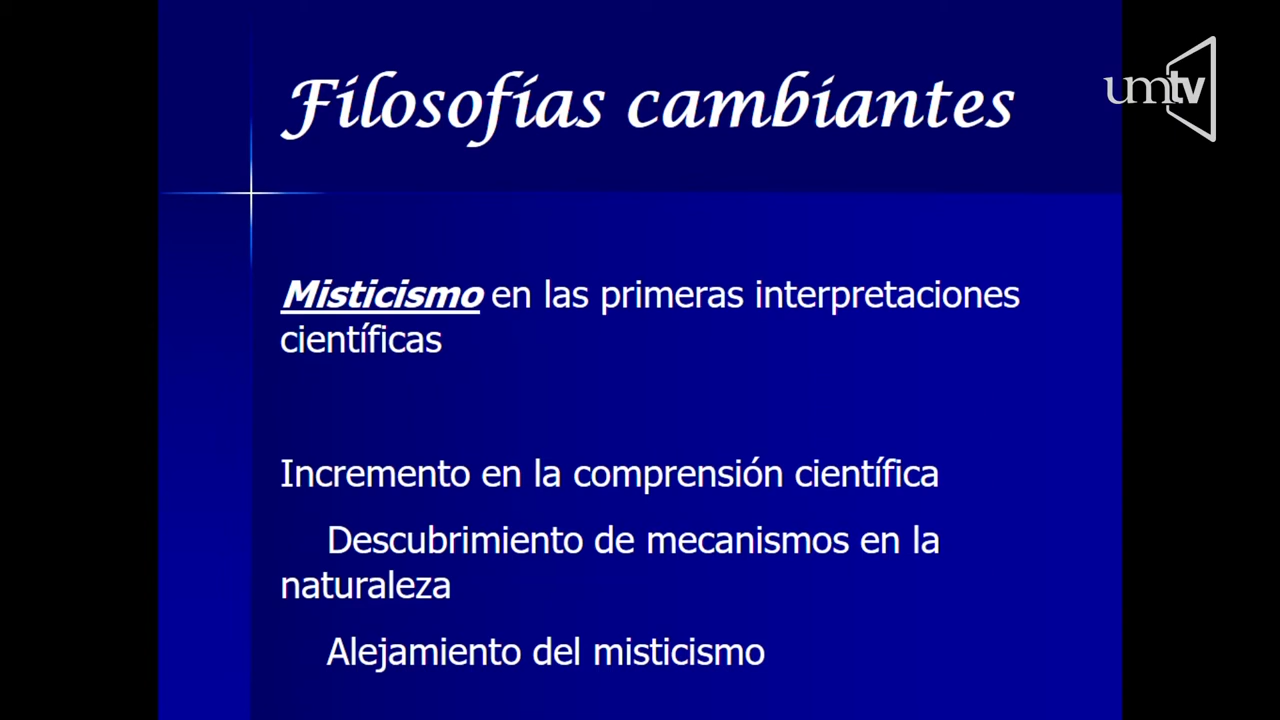 Filosofías cambiantes
umtv
Misticismo en las primeras interpretaciones
científicas
Incremento en la comprensión científica
Descubrimiento de mecanismos en la
naturaleza
Alejamiento del misticismo